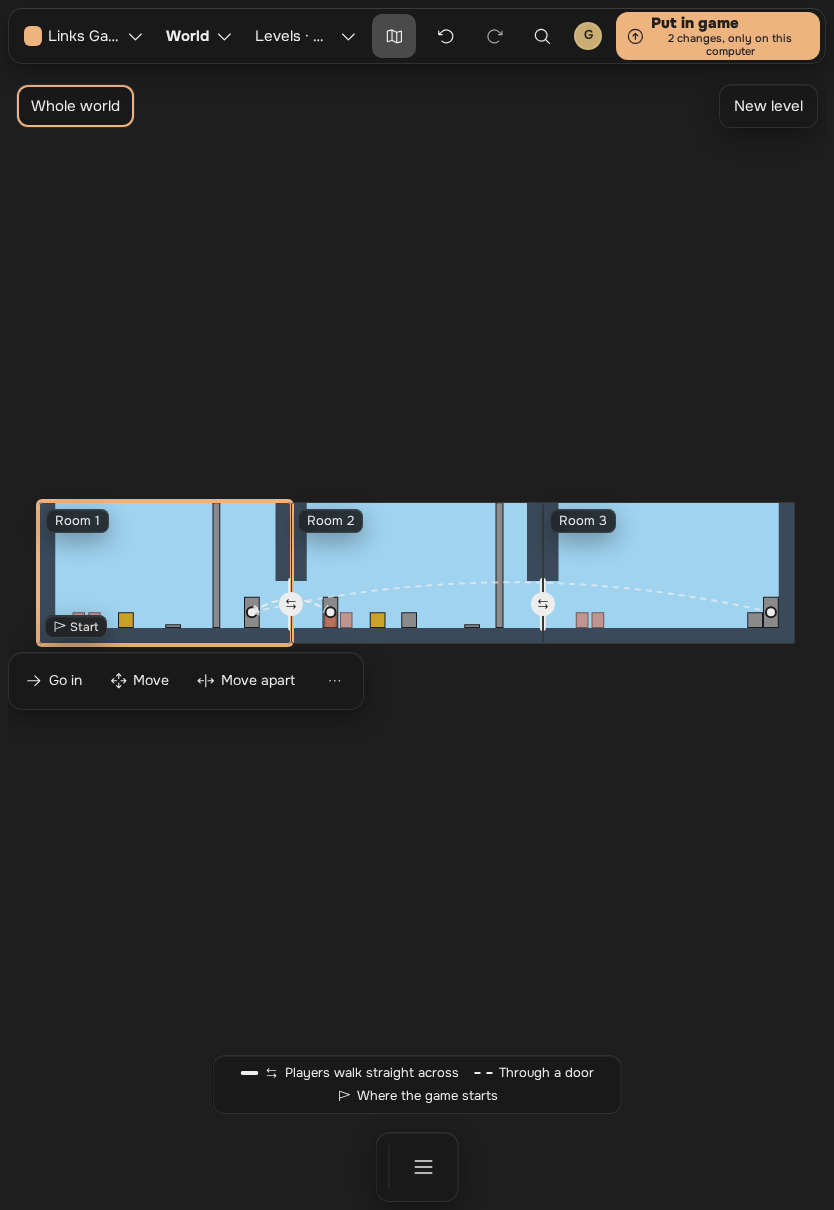 Links Ga...
World
Levels · ...
G
Put in game
2 changes, only on this
computer
Whole world
New level
Room 1
Room 2
Room 3
Start
Go in
Move
Move apart
...
Players walk straight across
Through a door
Where the game starts